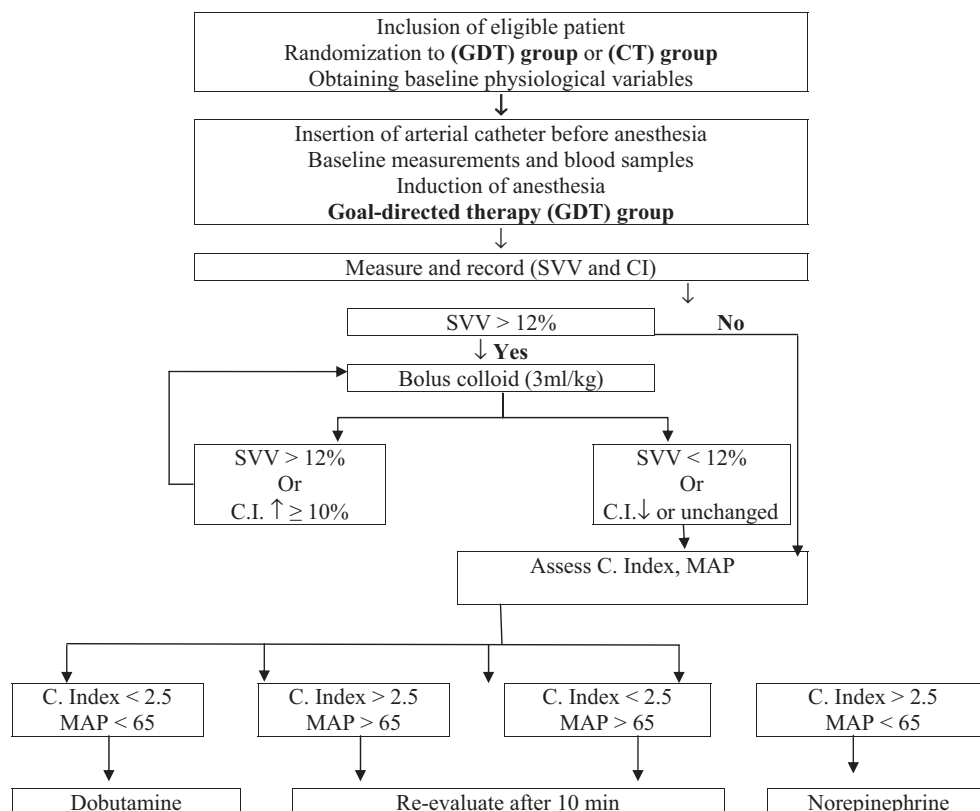 Inclusion of eligible patient
Randomization to (GDT) group or (CT) group
Obtaining baseline physiological variables
↓
Insertion of arterial catheter before anesthesia
Baseline measurements and blood samples
Induction of anesthesia
Goal-directed therapy (GDT) group
↓
Measure and record (SVV and CI)
↓
SVV > 12%
No
↓ Yes
Bolus colloid (3ml/kg)
SVV > 12%
Or
C.I. ↑ ≥ 10%
SVV < 12%
Or
C.I.↓ or unchanged
Assess C. Index, MAP
C. Index < 2.5
MAP < 65
C. Index > 2.5
MAP > 65
C. Index < 2.5
MAP > 65
C. Index > 2.5
MAP < 65
Dobutamine
Re-evaluate after 10 min
Norepinephrine